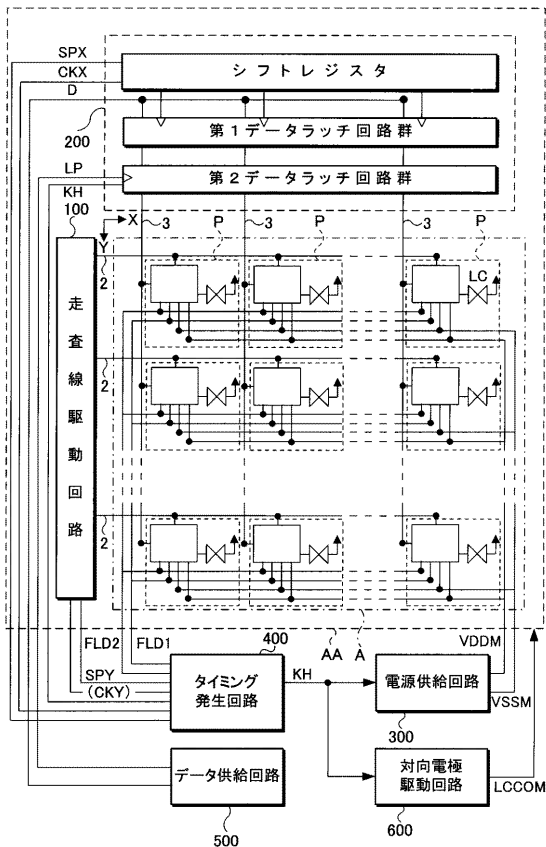 SPX
CKX
D
シフトレジスタ
200
第1データラッチ回路群
LP
第2データラッチ回路群
KH
100
X
3
P
3
P
3
P
Y
2
LC
走査線駆動回路
2
2
FLD2
FLD1
400
AA
A
VDDM
SPY
(CKY)
タイミング
発生回路
KH
電源供給回路
VSSM
300
データ供給回路
500
対向電極
駆動回路
600
LCCOM